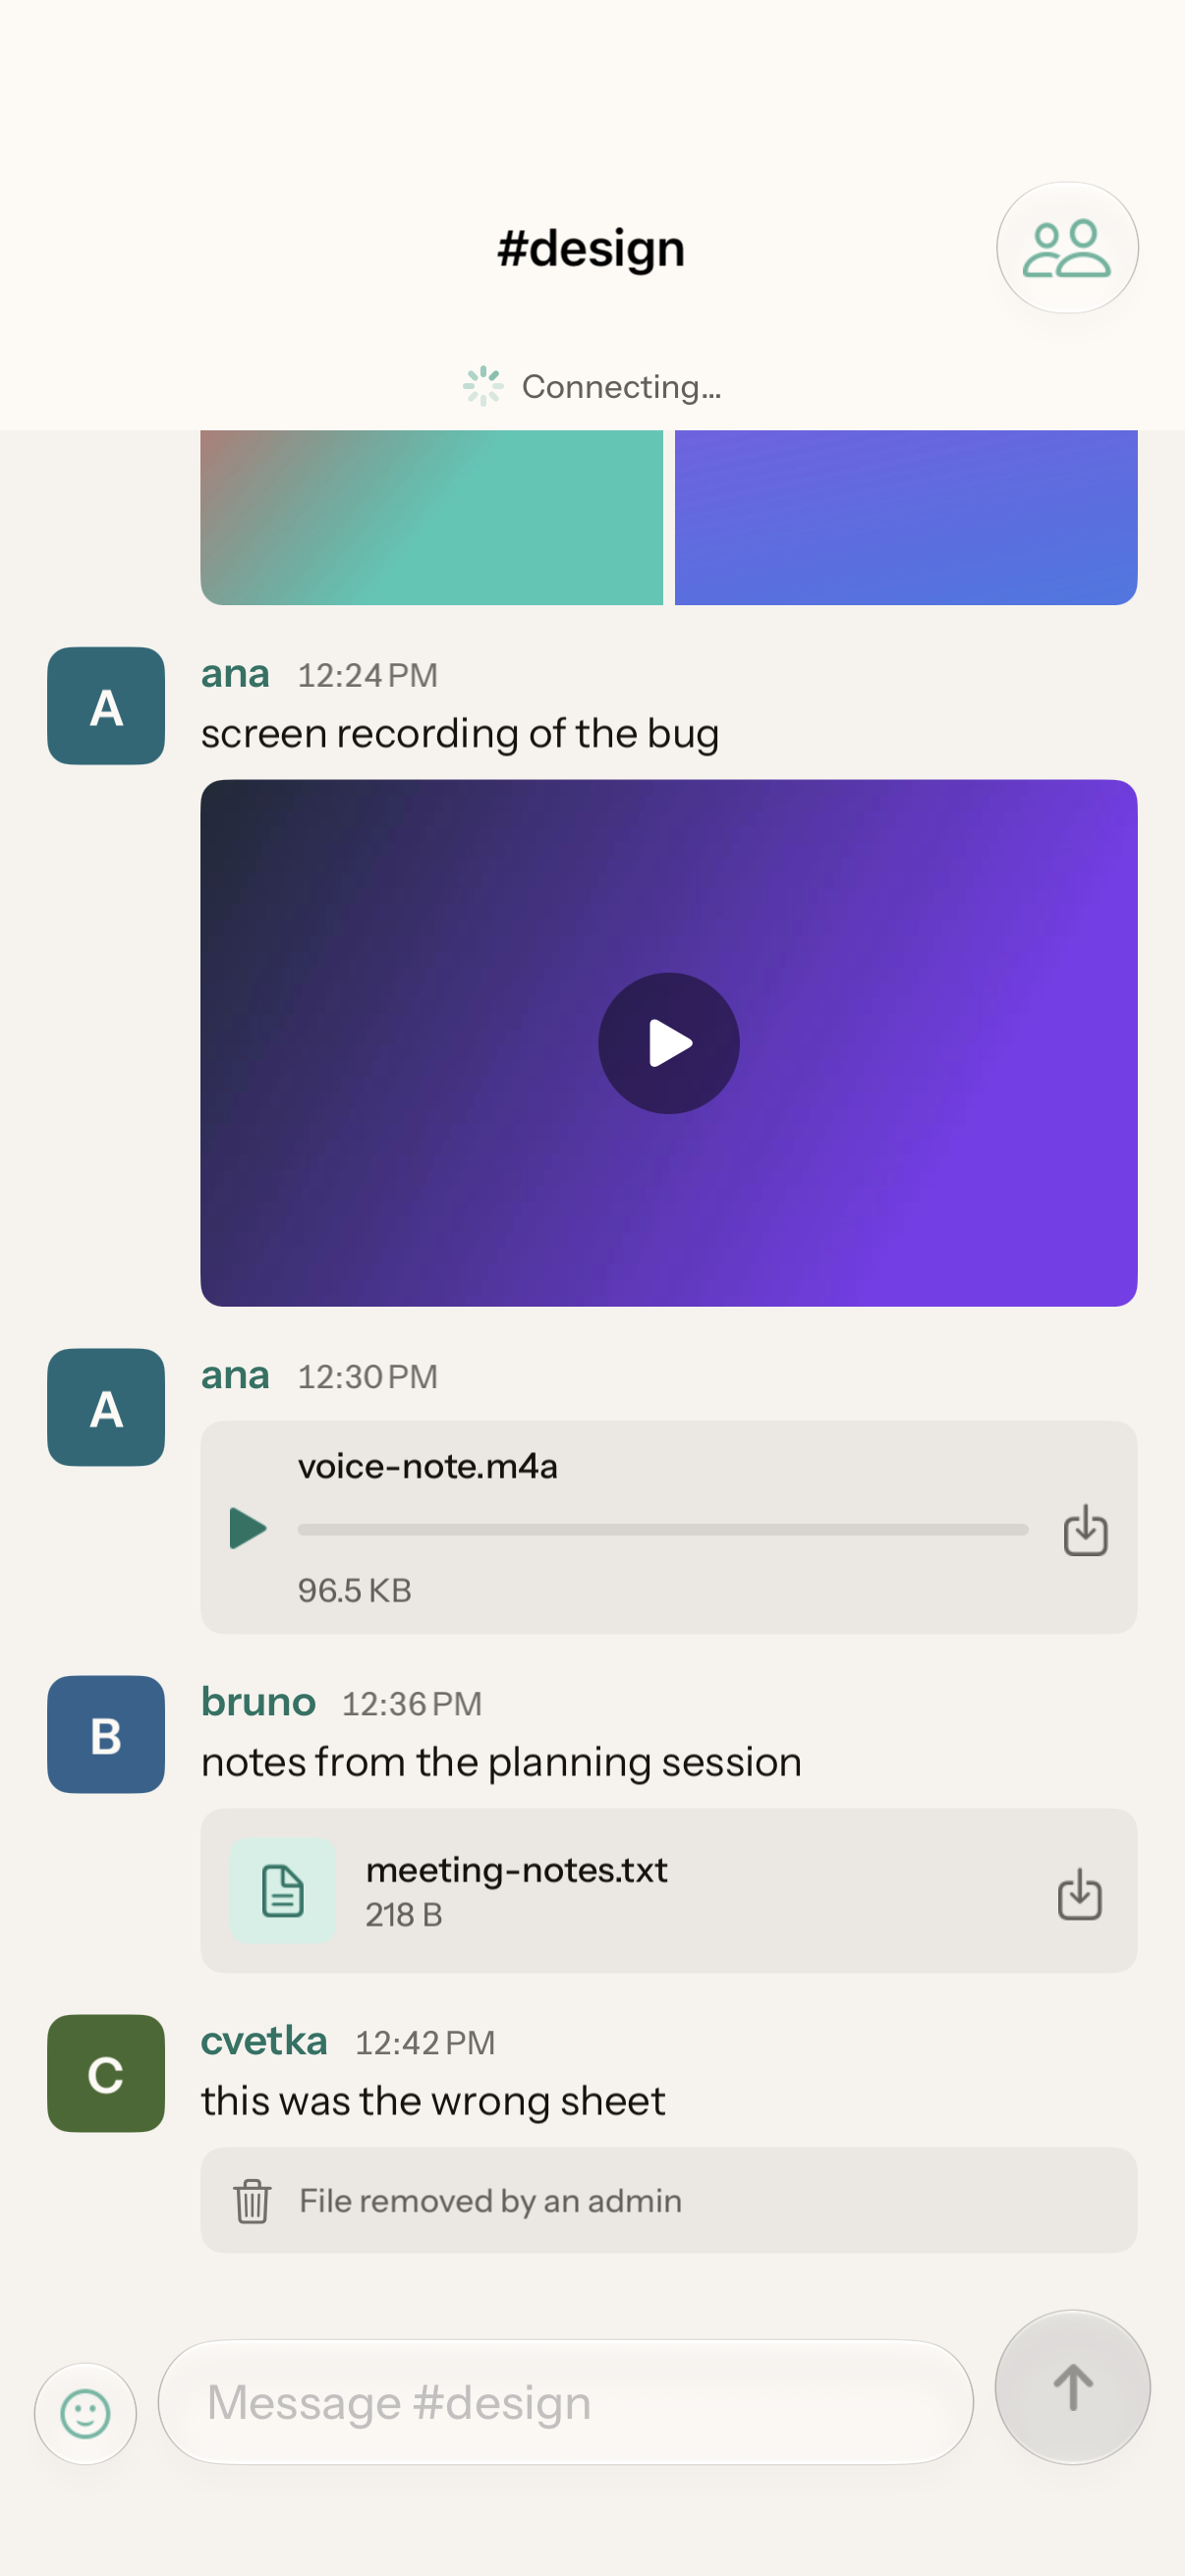 #design
Connecting...
A
ana 12:24 PM
screen recording of the bug
A
ana 12:30 PM
voice-note.m4a
96.5 KB
B
bruno 12:36 PM
notes from the planning session
meeting-notes.txt
218 B
C
cvetka 12:42 PM
this was the wrong sheet
File removed by an admin
Message #design